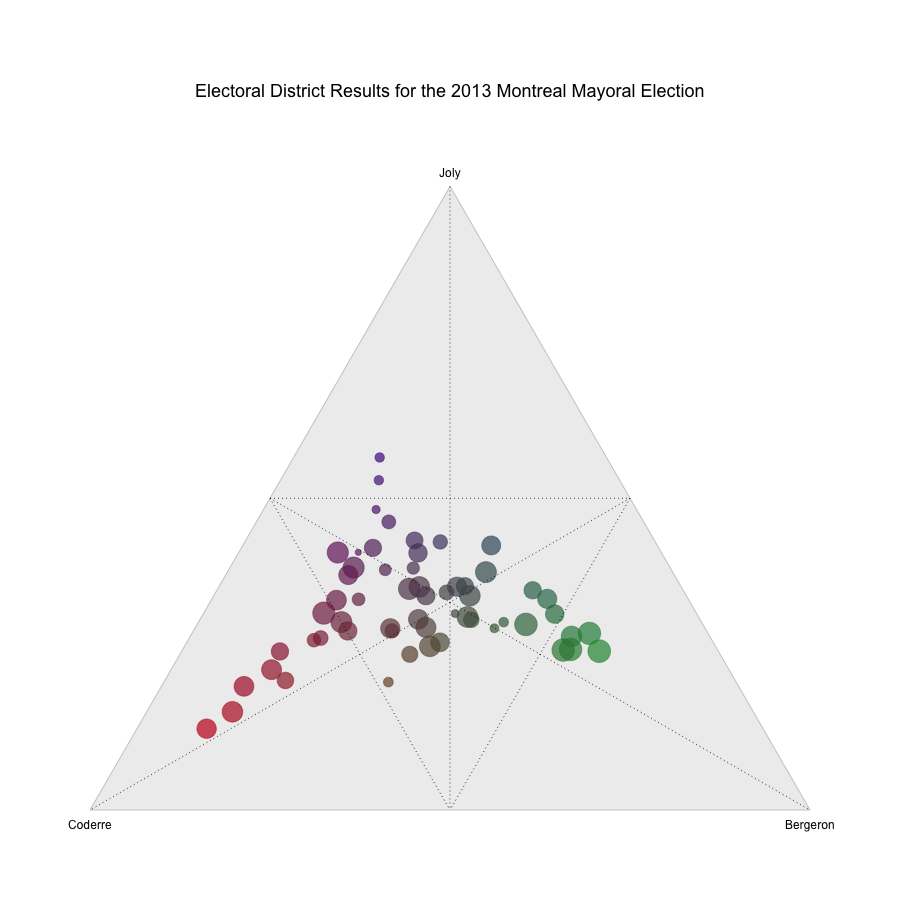 Electoral District Results for the 2013 Montreal Mayoral Election
Joly
Coderre
Bergeron